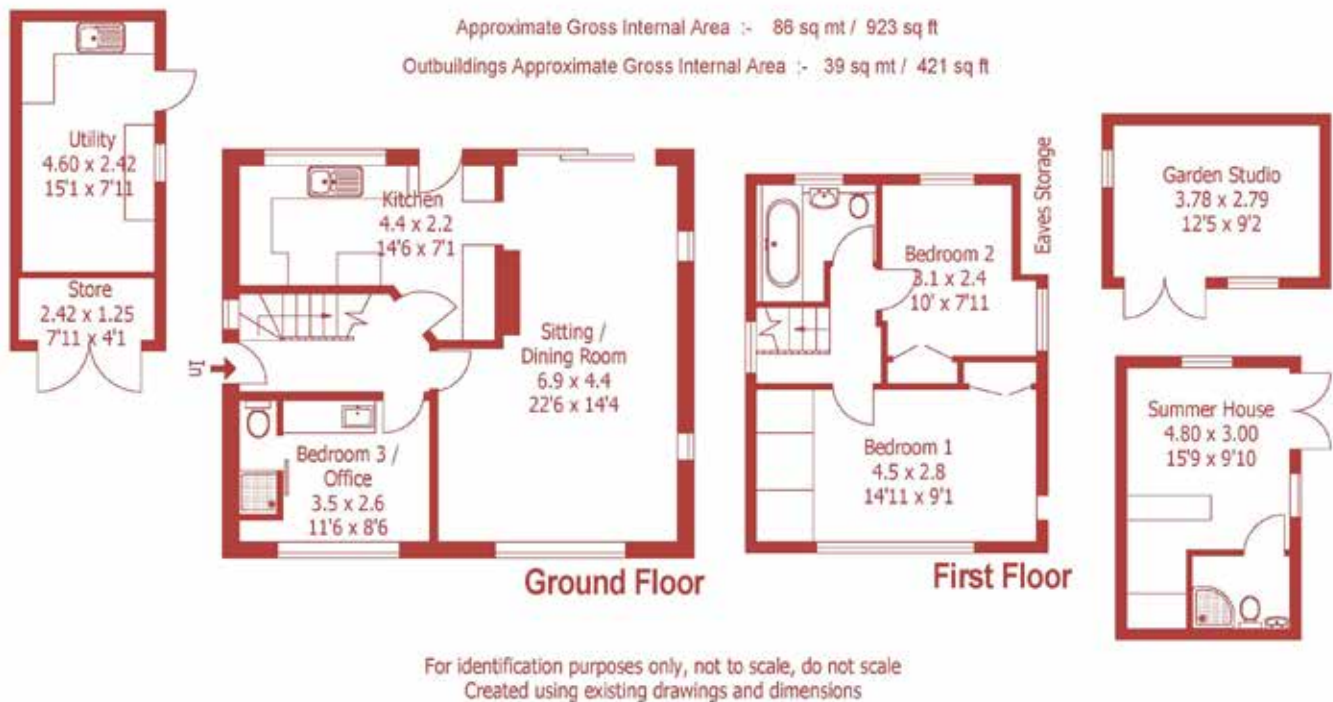 Approximate Gross Internal Area :- 86 sq mt / 923 sq ft
Outbuildings Approximate Gross Internal Area :- 39 sq mt / 421 sq ft
Utility
4.60 x 2.42
15'1 x 7'11
Store
2.42 x 1.25
7'11 x 4'1
Kitchen
4.4 x 2.2
14'6 x 7'1
Sitting /
Dining Room
6.9 x 4.4
22'6 x 14'4
In
Bedroom 3 /
Office
3.5 x 2.6
11'6 x 8'6
Ground Floor
Bedroom 2
3.1 x 2.4
10' x 7'11
Eaves Storage
Bedroom 1
4.5 x 2.8
14'11 x 9'1
First Floor
Garden Studio
3.78 x 2.79
12'5 x 9'2
Summer House
4.80 x 3.00
15'9 x 9'10
For identification purposes only, not to scale, do not scale
Created using existing drawings and dimensions